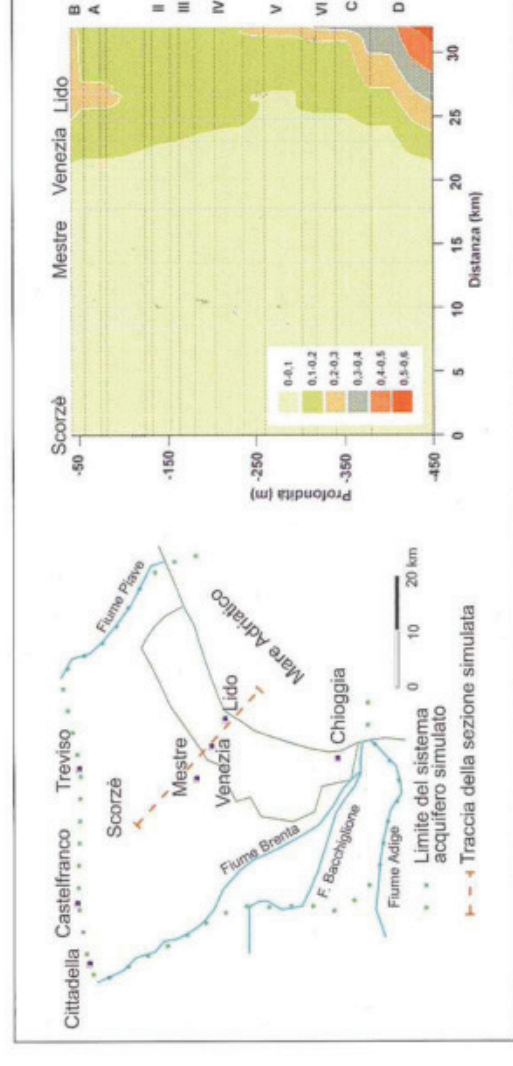 Cittadella
Castelfranco
Treviso
Fiume Piave
Scorzè
Mestre
Venezia
Lido
Mare Adriatico
Fiume Brenta
F. Bacchiglione
Chioggia
Fiume Adige
0 10 20 km
Limite del sistema
acquifero simulato
Traccia della sezione simulata
Scorzè Mestre Venezia Lido
Profondità (m)
-50
-150
-250
-350
-450
B
A
II
III
IV
V
VI
C
D
0-0,1
0,1-0,2
0,2-0,3
0,3-0,4
0,4-0,5
0,5-0,6
0 5 10 15 20 25 30
Distanza (km)